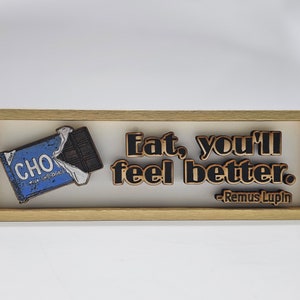 CHO
Eat, you'll
feel better.
-Remus Lupin